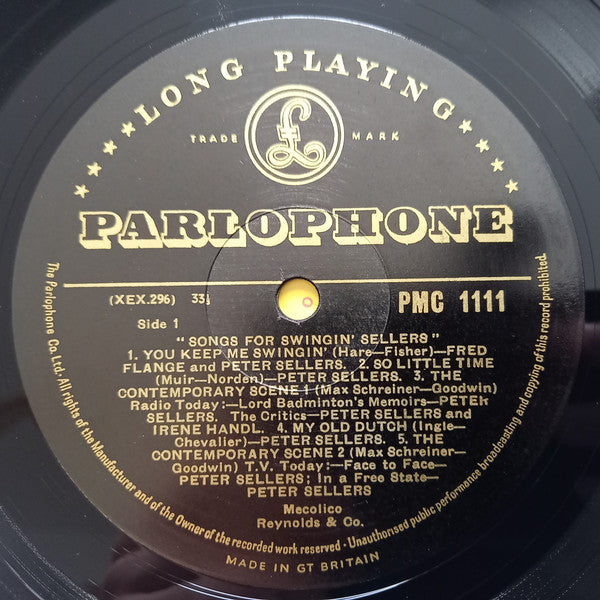 LONG PLAYING
TRADE MARK
£
PARLOPHONE
(XEX.296) 33⅓
PMC 1111
Side 1
"SONGS FOR SWINGIN' SELLERS"
1. YOU KEEP ME SWINGIN' (Hare—Fisher)—FRED
FLANGE and PETER SELLERS. 2. SO LITTLE TIME
(Muir—Norden)—PETER SELLERS. 3. THE
CONTEMPORARY SCENE 1 (Max Schreiner—Goodwin)
Radio Today:—Lord Badminton's Memoirs—PETER
SELLERS. The Critics—PETER SELLERS and
IRENE HANDL. 4. MY OLD DUTCH (Ingle—
Chevalier)—PETER SELLERS. 5. THE
CONTEMPORARY SCENE 2 (Max Schreiner—
Goodwin) T.V. Today:—Face to Face—
PETER SELLERS; In a Free State—
PETER SELLERS
Mecolico
Reynolds & Co.
The Parlophone Co. Ltd. All rights of the Manufacturer and of the Owner of the recorded work reserved · Unauthorised public performance broadcasting and copying of this record prohibited.
MADE IN GT BRITAIN